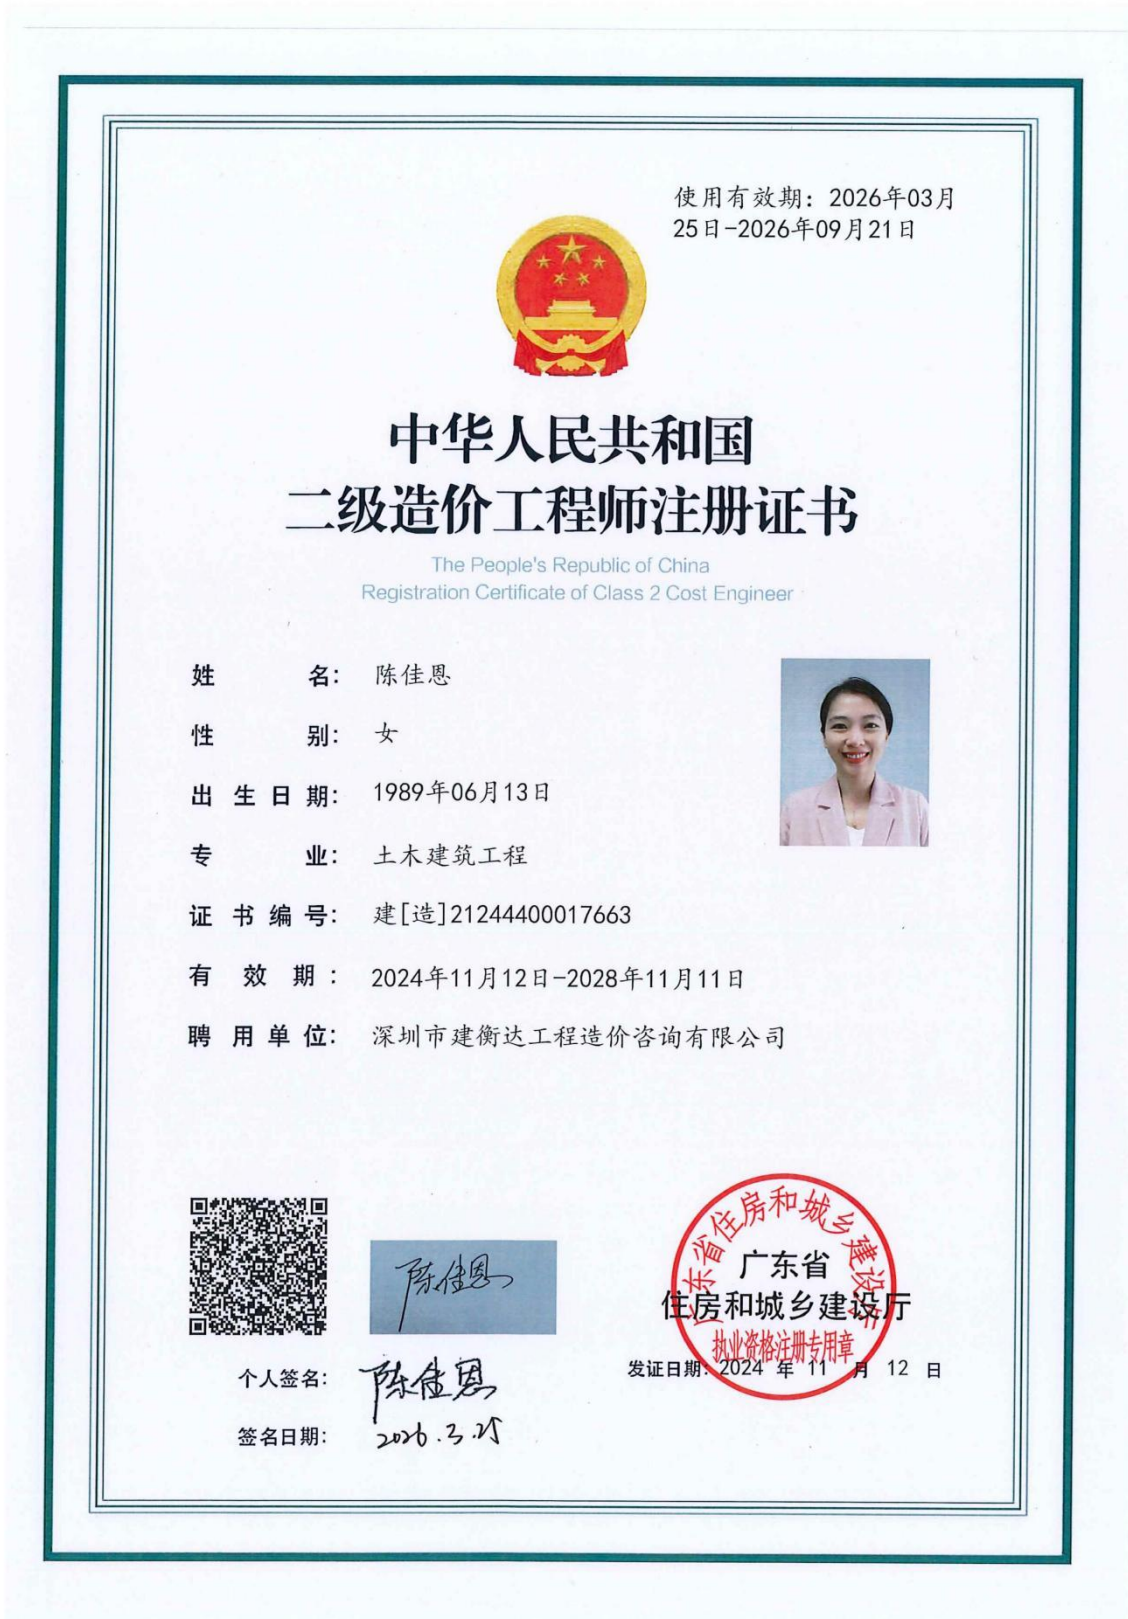 使用有效期：2026年03月
25日-2026年09月21日
中华人民共和国
二级造价工程师注册证书
The People's Republic of China
Registration Certificate of Class 2 Cost Engineer
姓 名： 陈佳恩
性 别： 女
出生日期： 1989年06月13日
专 业： 土木建筑工程
证书编号： 建[造]21244400017663
有 效 期： 2024年11月12日-2028年11月11日
聘用单位： 深圳市建衡达工程造价咨询有限公司
陈佳恩
广东省住房和城乡建设厅
广东省
住房和城乡建设厅
执业资格注册专用章
个人签名： 陈佳恩
发证日期：2024 年 11 月 12 日
签名日期： 2026.3.25